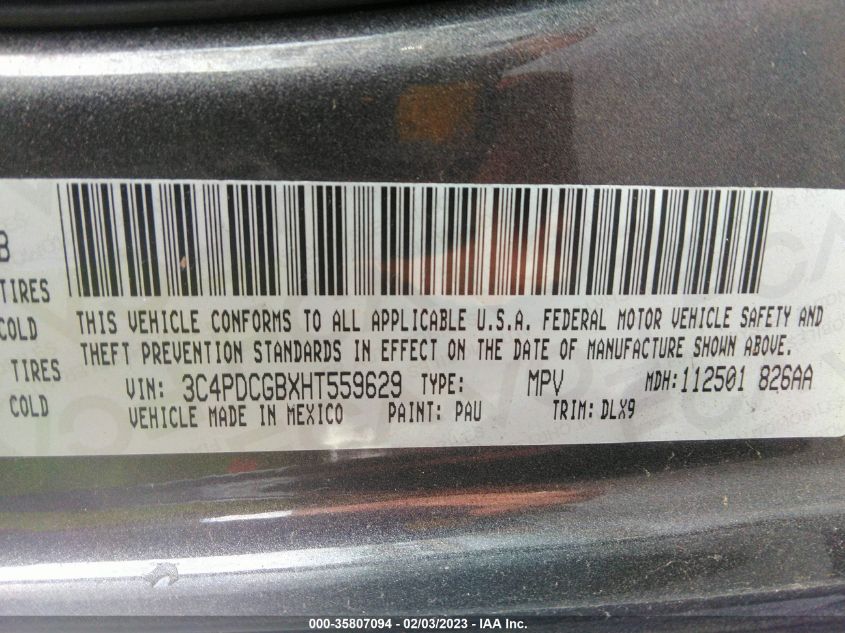 B
TIRES
COLD
TIRES
COLD
THIS VEHICLE CONFORMS TO ALL APPLICABLE U.S.A. FEDERAL MOTOR VEHICLE SAFETY AND
THEFT PREVENTION STANDARDS IN EFFECT ON THE DATE OF MANUFACTURE SHOWN ABOVE.
VIN: 3C4PDCGBXHT559629 TYPE: MPV MDH:112501 826AA
VEHICLE MADE IN MEXICO PAINT: PAU TRIM: DLX9
000-35807094 - 02/03/2023 - IAA Inc.